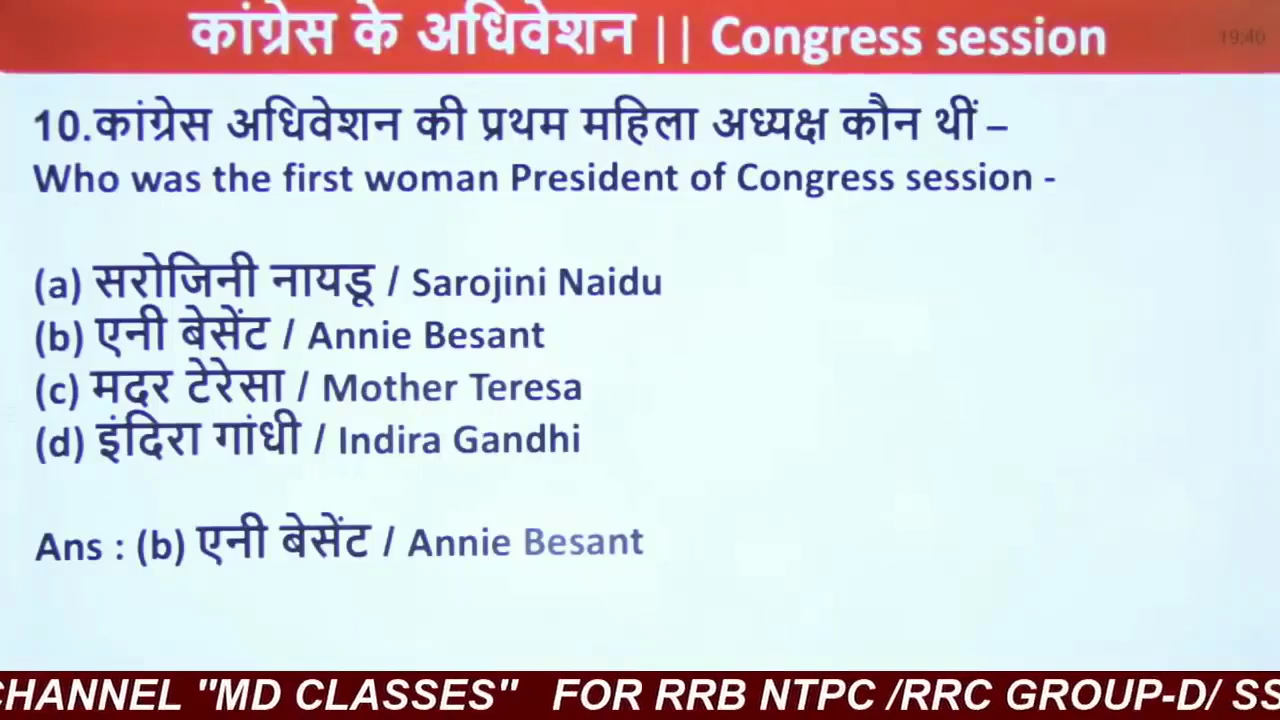 कांग्रेस के अधिवेशन || Congress session
19:40
10.कांग्रेस अधिवेशन की प्रथम महिला अध्यक्ष कौन थीं –
Who was the first woman President of Congress session -
(a) सरोजिनी नायडू / Sarojini Naidu
(b) एनी बेसेंट / Annie Besant
(c) मदर टेरेसा / Mother Teresa
(d) इंदिरा गांधी / Indira Gandhi
Ans : (b) एनी बेसेंट / Annie Besant
CHANNEL "MD CLASSES" FOR RRB NTPC /RRC GROUP-D/ SS